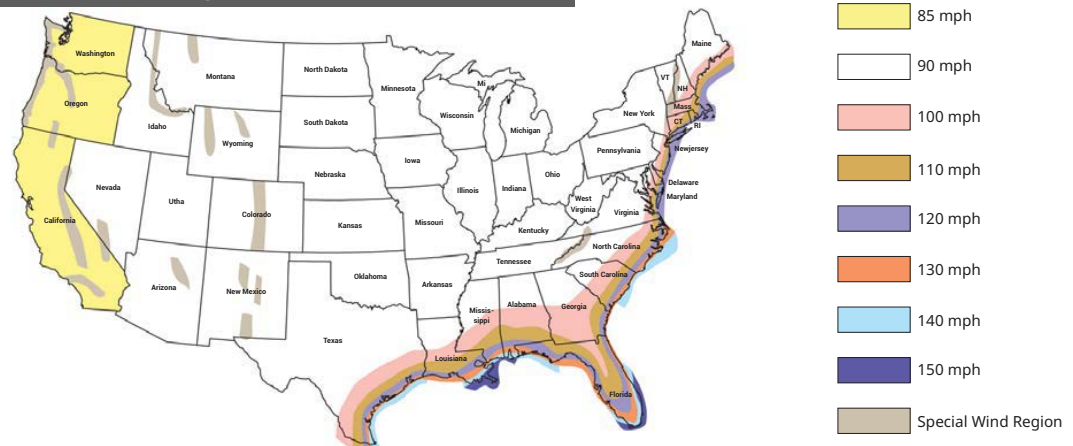 Washington
Oregon
California
Nevada
Idaho
Montana
Wyoming
Utha
Colorado
Arizona
New Mexico
North Dakota
South Dakota
Nebraska
Kansas
Oklahoma
Texas
Minnesota
Iowa
Missouri
Arkansas
Louisiana
Wisconsin
Illinois
Mi
Michigan
Indiana
Ohio
Kentucky
Tennessee
Missis-
sippi
Alabama
Georgia
Florida
South Carolina
North Carolina
Virginia
West
Virginia
Pennsylvania
New York
VT
NH
Maine
Mass
CT
RI
Newjersey
Delaware
Maryland
85 mph
90 mph
100 mph
110 mph
120 mph
130 mph
140 mph
150 mph
Special Wind Region